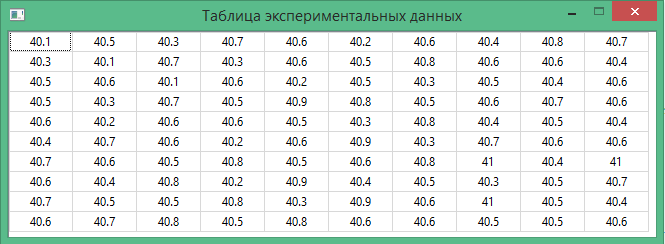 Таблица экспериментальных данных
40.1 40.5 40.3 40.7 40.6 40.2 40.6 40.4 40.8 40.7
40.3 40.1 40.7 40.3 40.6 40.5 40.8 40.6 40.6 40.4
40.5 40.6 40.1 40.6 40.2 40.5 40.3 40.5 40.4 40.6
40.5 40.3 40.7 40.5 40.9 40.8 40.5 40.6 40.7 40.6
40.6 40.2 40.6 40.6 40.5 40.3 40.8 40.4 40.5 40.4
40.4 40.7 40.6 40.2 40.6 40.9 40.3 40.7 40.6 40.6
40.7 40.6 40.5 40.8 40.5 40.6 40.8 41 40.4 41
40.6 40.4 40.8 40.2 40.9 40.4 40.5 40.3 40.5 40.7
40.7 40.5 40.5 40.8 40.3 40.9 40.6 41 40.5 40.4
40.6 40.7 40.8 40.5 40.8 40.6 40.6 40.5 40.5 40.6